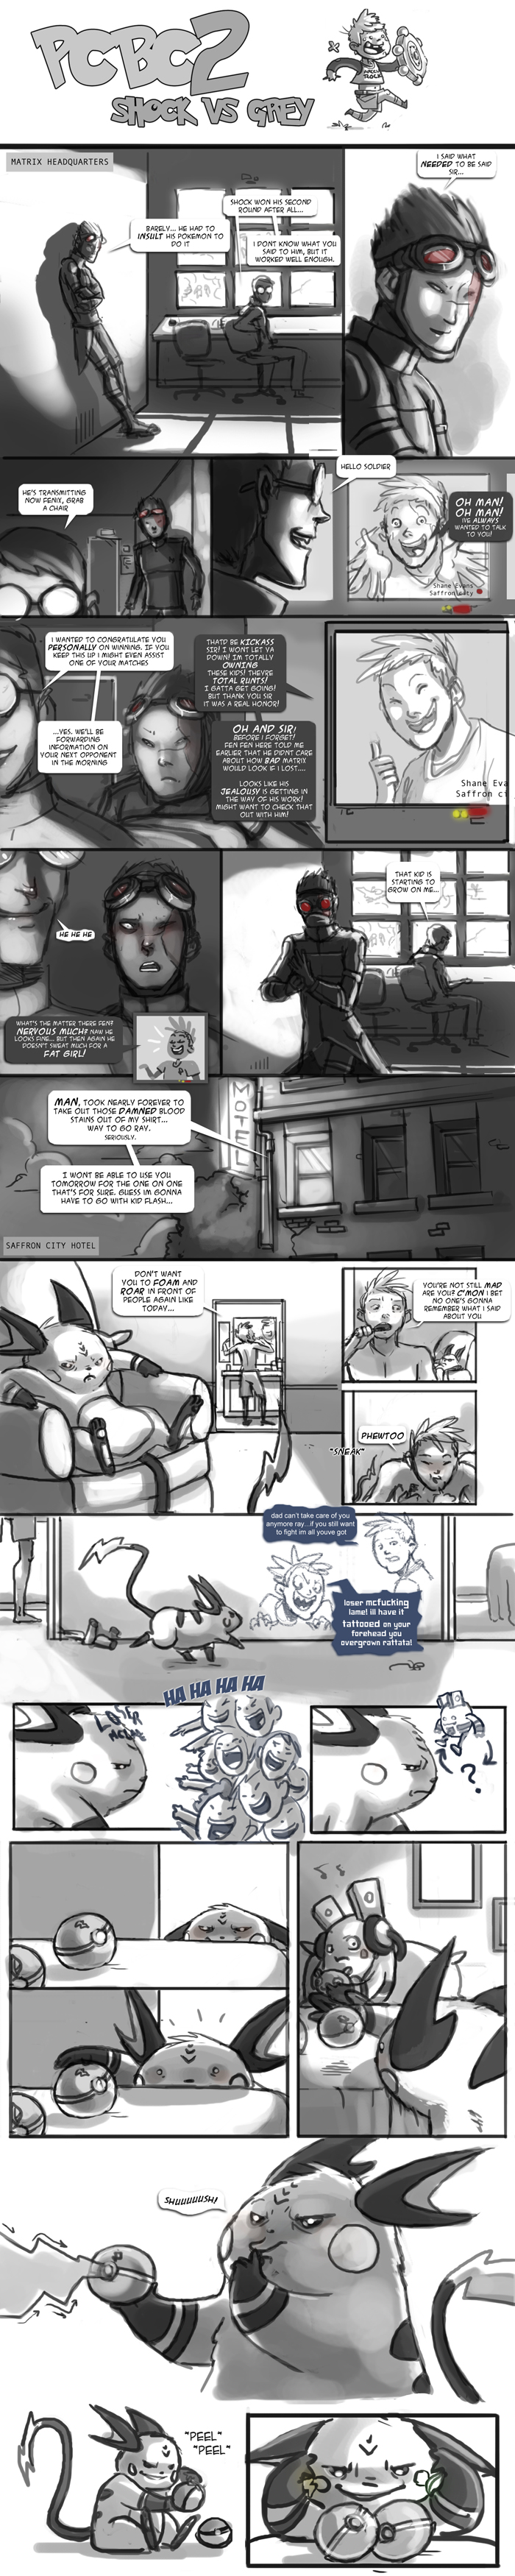 PCBC2
SHOCK VS GREY
MATRIX HEADQUARTERS
BARELY... HE HAD TO
INSULT HIS POKEMON TO
DO IT
SHOCK WON HIS SECOND
ROUND AFTER ALL...
I DONT KNOW WHAT YOU
SAID TO HIM, BUT IT
WORKED WELL ENOUGH.
I SAID WHAT
NEEDED TO BE SAID
SIR...
HE'S TRANSMITTING
NOW FENIX, GRAB
A CHAIR
HELLO SOLDIER
OH MAN!
OH MAN!
I'VE ALWAYS
WANTED TO TALK
TO YOU!
Shane Evans
Saffron city
I WANTED TO CONGRATULATE YOU
PERSONALLY ON WINNING. IF YOU
KEEP THIS UP I MIGHT EVEN ASSIST
ONE OF YOUR MATCHES
...YES. WE'LL BE
FORWARDING
INFORMATION ON
YOUR NEXT OPPONENT
IN THE MORNING
THATD BE KICKASS
SIR! I WONT LET YA
DOWN! IM TOTALLY
OWNING
THESE KIDS! THEYRE
TOTAL RUNTS!
I GATTA GET GOING!
BUT THANK YOU SIR
IT WAS A REAL HONOR!
OH AND SIR!
BEFORE I FORGET!
FEN FEN HERE TOLD ME
EARLIER THAT HE DIDNT CARE
ABOUT HOW BAD MATRIX
WOULD LOOK IF I LOST....
LOOKS LIKE HIS
JEALOUSY IS GETTING IN
THE WAY OF HIS WORK!
MIGHT WANT TO CHECK THAT
OUT WITH HIM!
Shane Eva
Saffron ci
HE HE HE
WHAT'S THE MATTER THERE FEN?
NERVOUS MUCH? NAW HE
LOOKS FINE... BUT THEN AGAIN HE
DOESN'T SWEAT MUCH FOR A
FAT GIRL!
THAT KID IS
STARTING TO
GROW ON ME...
MOTEL
MAN, TOOK NEARLY FOREVER TO
TAKE OUT THOSE DAMNED BLOOD
STAINS OUT OF MY SHIRT...
WAY TO GO RAY.
SERIOUSLY.
I WONT BE ABLE TO USE YOU
TOMORROW FOR THE ONE ON ONE
THAT'S FOR SURE. GUESS IM GONNA
HAVE TO GO WITH KID FLASH...
SAFFRON CITY HOTEL
DON'T WANT
YOU TO FOAM AND
ROAR IN FRONT OF
PEOPLE AGAIN LIKE
TODAY...
YOU'RE NOT STILL MAD
ARE YOU? C'MON I BET
NO ONE'S GONNA
REMEMBER WHAT I SAID
ABOUT YOU
PHEWTOO
"SNEAK"
dad can't take care of you
anymore ray...if you still want
to fight im all youve got
loser mcfucking
lame! ill have it
tattooed on your
forehead you
overgrown rattata!
HA HA HA HA
?
SHUUUUUSH!
"PEEL"
"PEEL"